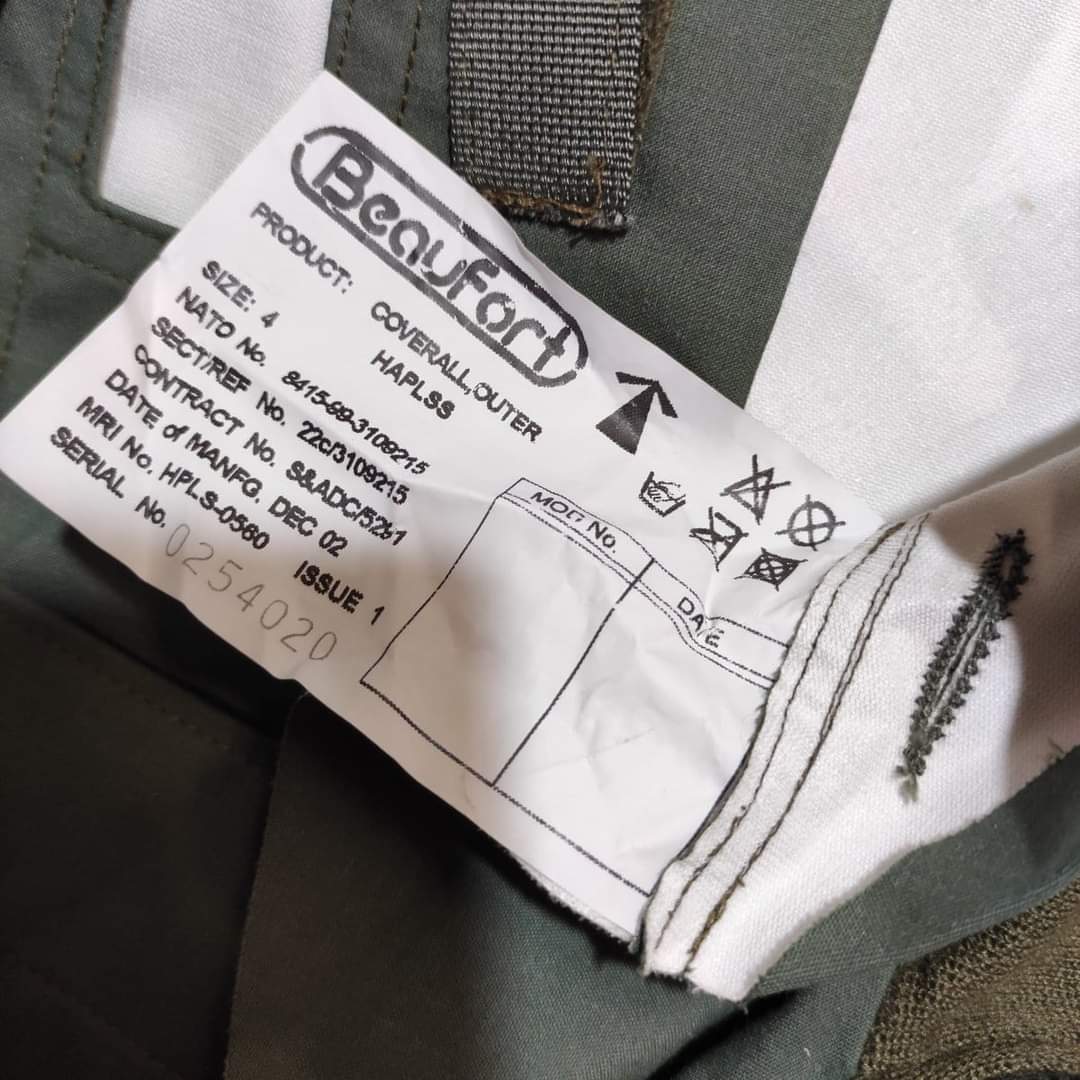 Beaufort
PRODUCT: COVERALL,OUTER
HAPLSS
SIZE: 4
NATO No. 8415-99-3109215
SECT/REF No. 22c/3109215
CONTRACT No. S&ADC/52b1
DATE of MANFG. DEC 02
MRI No. HPLS-0580 ISSUE 1
SERIAL No. 0254020
MOD No. DATE